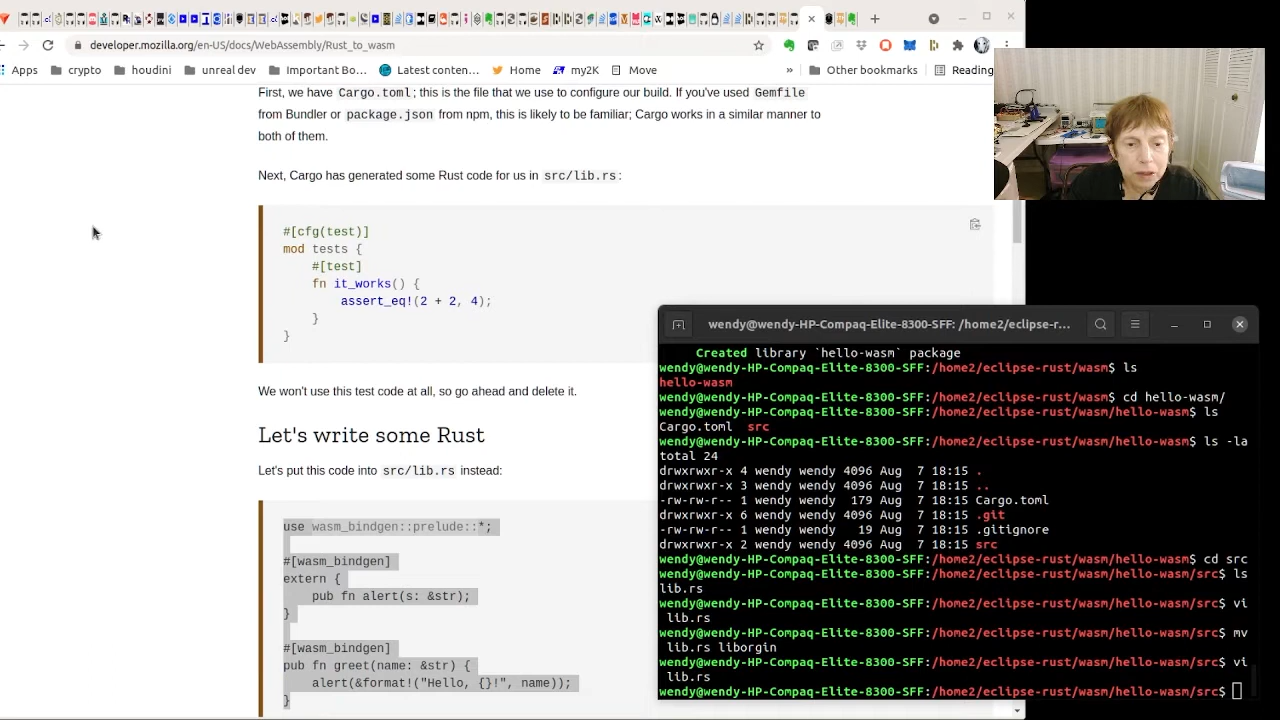 developer.mozilla.org/en-US/docs/WebAssembly/Rust_to_wasm
Apps crypto houdini unreal dev Important Bo... Latest conten... Home my2K Move » Other bookmarks Reading
First, we have Cargo.toml; this is the file that we use to configure our build. If you've used Gemfile
from Bundler or package.json from npm, this is likely to be familiar; Cargo works in a similar manner to
both of them.
Next, Cargo has generated some Rust code for us in src/lib.rs:
#[cfg(test)]
mod tests {
#[test]
fn it_works() {
assert_eq!(2 + 2, 4);
}
}
We won't use this test code at all, so go ahead and delete it.
Let's write some Rust
Let's put this code into src/lib.rs instead:
use wasm_bindgen::prelude::*;
#[wasm_bindgen]
extern {
pub fn alert(s: &str);
}
#[wasm_bindgen]
pub fn greet(name: &str) {
alert(&format!("Hello, {}!", name));
}
wendy@wendy-HP-Compaq-Elite-8300-SFF: /home2/eclipse-r...
Created library `hello-wasm` package
wendy@wendy-HP-Compaq-Elite-8300-SFF:/home2/eclipse-rust/wasm$ ls
hello-wasm
wendy@wendy-HP-Compaq-Elite-8300-SFF:/home2/eclipse-rust/wasm$ cd hello-wasm/
wendy@wendy-HP-Compaq-Elite-8300-SFF:/home2/eclipse-rust/wasm/hello-wasm$ ls
Cargo.toml src
wendy@wendy-HP-Compaq-Elite-8300-SFF:/home2/eclipse-rust/wasm/hello-wasm$ ls -la
total 24
drwxrwxr-x 4 wendy wendy 4096 Aug 7 18:15 .
drwxrwxr-x 3 wendy wendy 4096 Aug 7 18:15 ..
-rw-rw-r-- 1 wendy wendy 179 Aug 7 18:15 Cargo.toml
drwxrwxr-x 6 wendy wendy 4096 Aug 7 18:15 .git
-rw-rw-r-- 1 wendy wendy 19 Aug 7 18:15 .gitignore
drwxrwxr-x 2 wendy wendy 4096 Aug 7 18:15 src
wendy@wendy-HP-Compaq-Elite-8300-SFF:/home2/eclipse-rust/wasm/hello-wasm$ cd src
wendy@wendy-HP-Compaq-Elite-8300-SFF:/home2/eclipse-rust/wasm/hello-wasm/src$ ls
lib.rs
wendy@wendy-HP-Compaq-Elite-8300-SFF:/home2/eclipse-rust/wasm/hello-wasm/src$ vi
lib.rs
wendy@wendy-HP-Compaq-Elite-8300-SFF:/home2/eclipse-rust/wasm/hello-wasm/src$ mv
lib.rs liborgin
wendy@wendy-HP-Compaq-Elite-8300-SFF:/home2/eclipse-rust/wasm/hello-wasm/src$ vi
lib.rs
wendy@wendy-HP-Compaq-Elite-8300-SFF:/home2/eclipse-rust/wasm/hello-wasm/src$